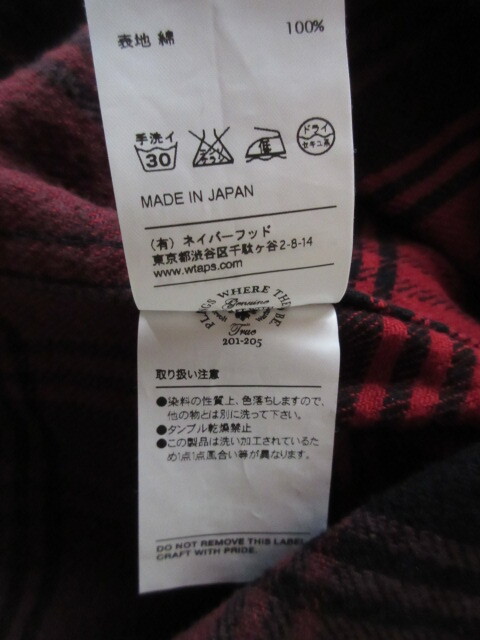 表地 綿 100%
手洗イ
30
エンソ
低
ドライ
セキユ系
MADE IN JAPAN
(有) ネイバーフッド
東京都渋谷区千駄ヶ谷2-8-14
www.wtaps.com
PLACES WHERE THE
Genuine
True
201-205
取り扱い注意
●染料の性質上、色落ちしますので、
他の物とは別に洗って下さい。
●タンブル乾燥禁止
●この製品は洗い加工されているた
め1点1点風合い等が異なります。
DO NOT REMOVE THIS LABEL
CRAFT WITH PRIDE.